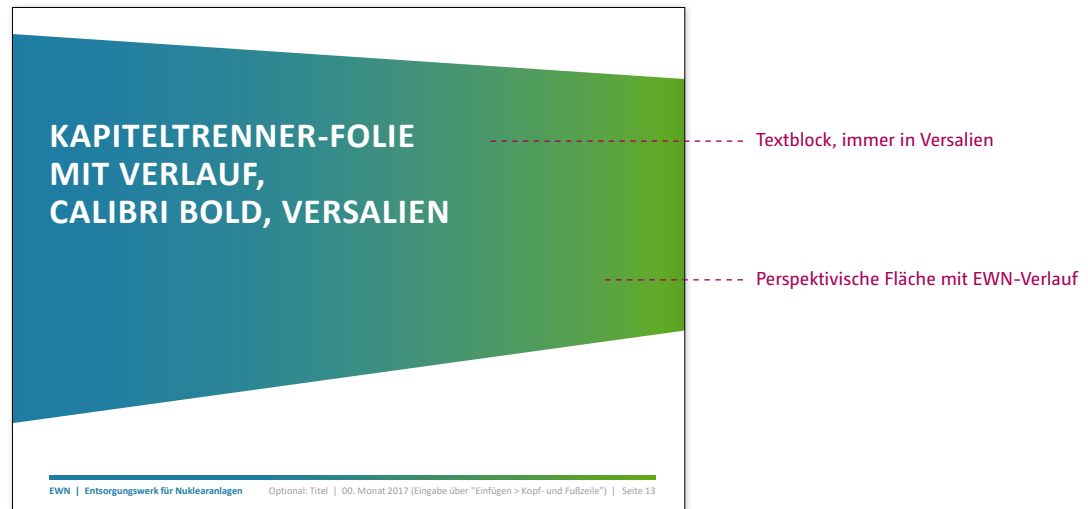 KAPITELTRENNER-FOLIE
MIT VERLAUF,
CALIBRI BOLD, VERSALIEN
Textblock, immer in Versalien
Perspektivische Fläche mit EWN-Verlauf
EWN | Entsorgungswerk für Nuklearanlagen Optional: Titel | 00. Monat 2017 (Eingabe über "Einfügen > Kopf- und Fußzeile") | Seite 13